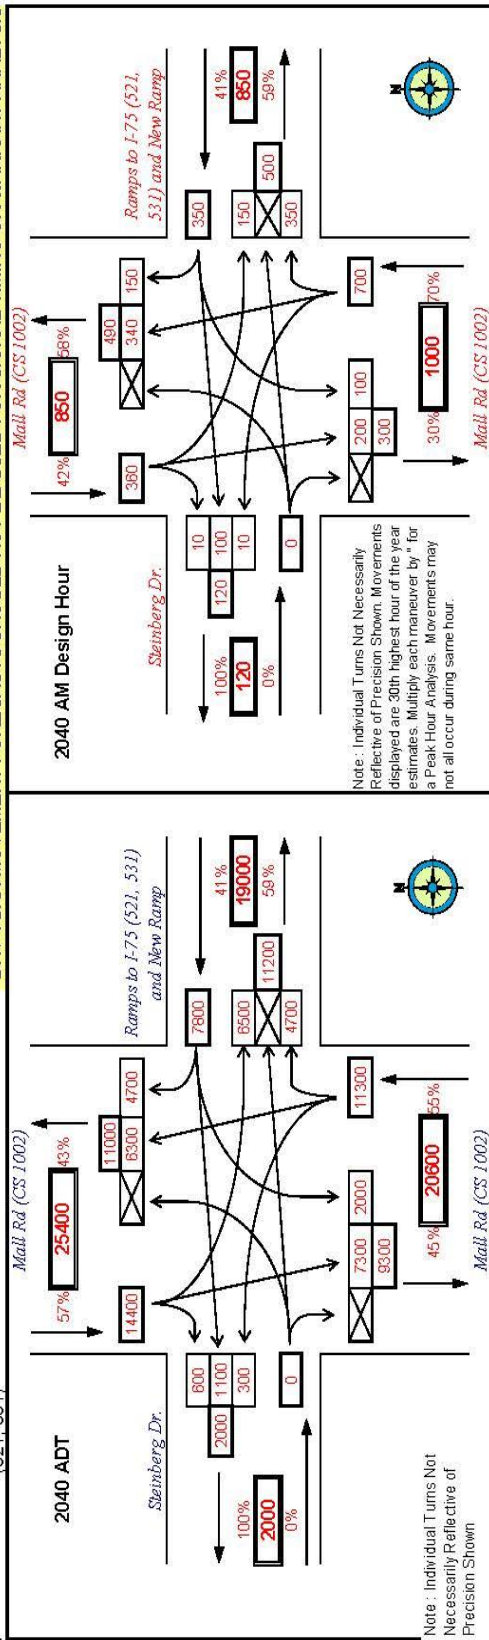 2040 ADT
Mall Rd (CS 1002)
57%
25400
43%
14400
11000
6300
4700
Steinberg Dr.
Ramps to I-75 (521, 531)
and New Ramp
600
1100
300
2000
100%
2000
0%
0
7800
41%
19000
59%
6500
11200
4700
7300
2000
9300
11300
45%
20600
55%
Mall Rd (CS 1002)
N
Note : Individual Turns Not
Necessarily Reflective of
Precision Shown
2040 AM Design Hour
Mall Rd (CS 1002)
42%
850
58%
360
490
340
150
Steinberg Dr.
Ramps to I-75 (521,
531) and New Ramp
10
100
10
120
100%
120
0%
0
350
41%
850
59%
150
500
350
200
100
300
700
30%
1000
70%
Mall Rd (CS 1002)
N
Note : Individual Turns Not Necessarily
Reflective of Precision Shown. Movements
displayed are 30th highest hour of the year
estimates. Multiply each maneuver by " for
a Peak Hour Analysis. Movements may
not all occur during same hour.